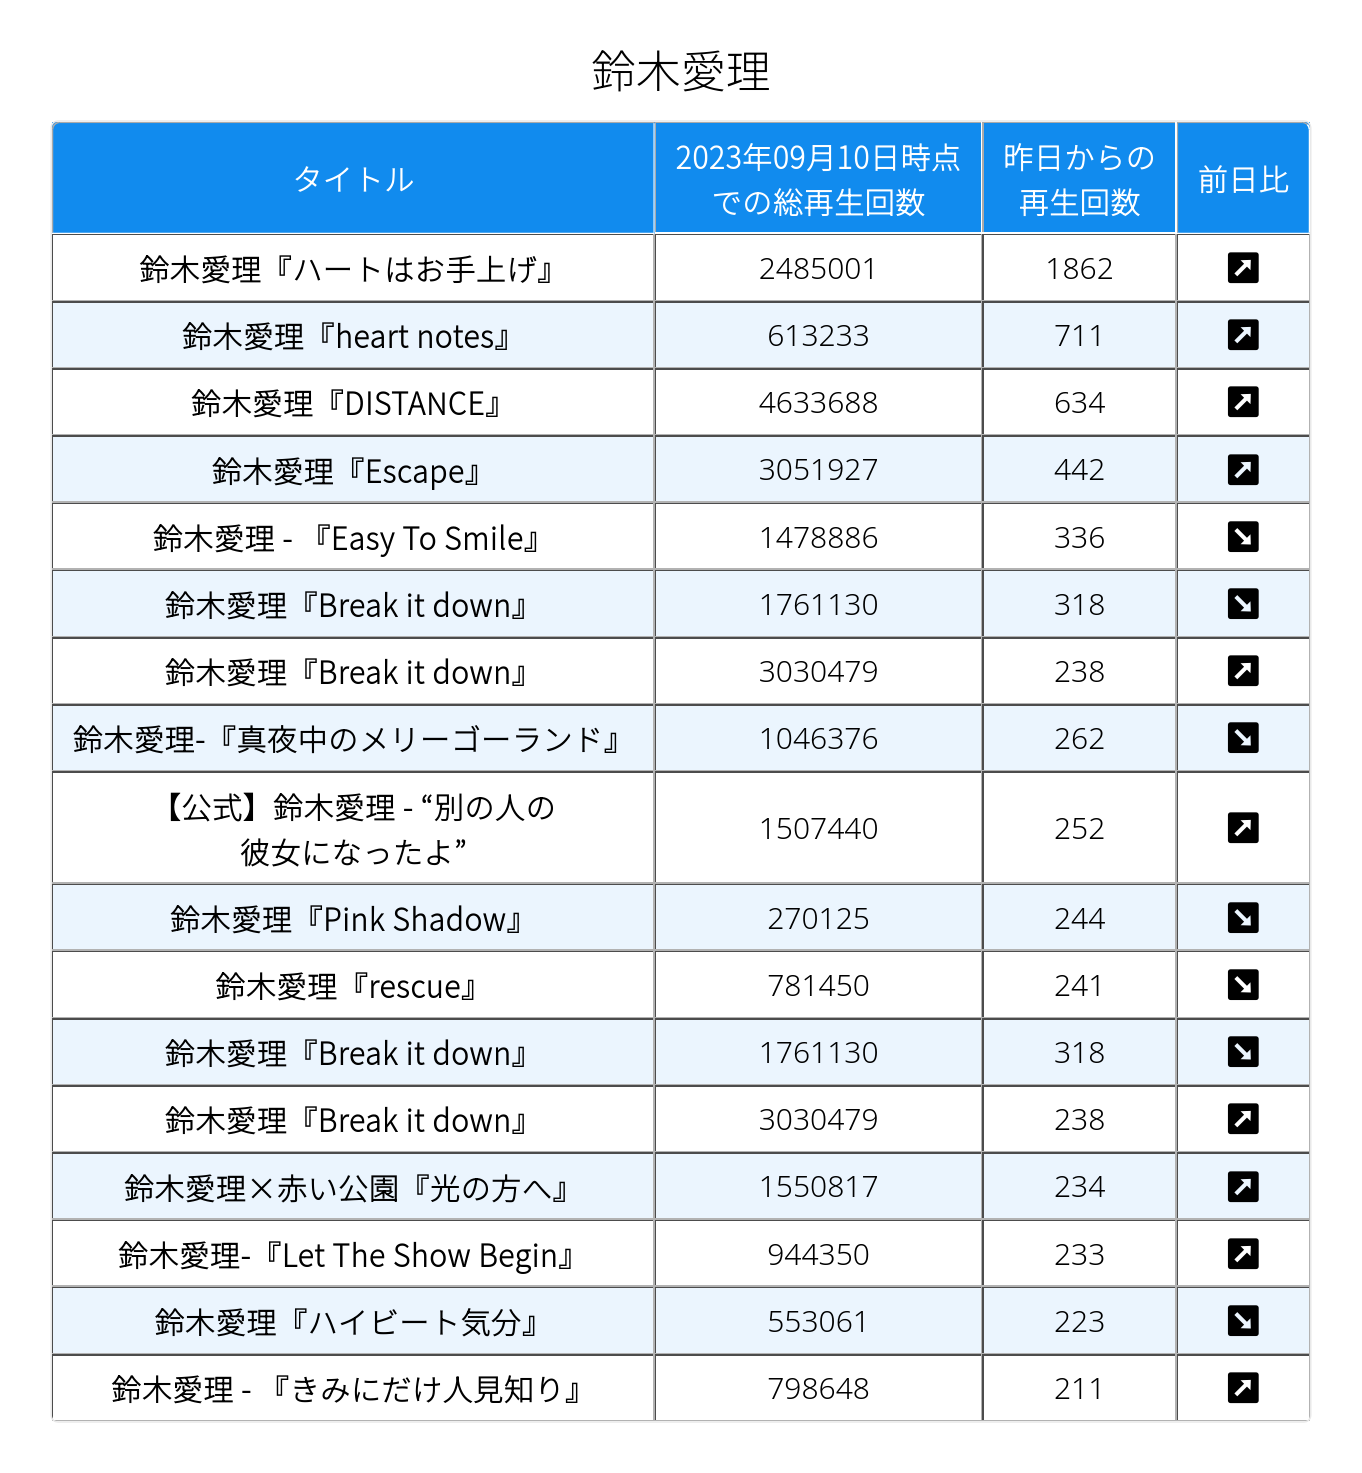 鈴木愛理
タイトル
2023年09月10日時点
での総再生回数
昨日からの
再生回数
前日比
鈴木愛理『ハートはお手上げ』 2485001 1862
鈴木愛理『heart notes』 613233 711
鈴木愛理『DISTANCE』 4633688 634
鈴木愛理『Escape』 3051927 442
鈴木愛理 - 『Easy To Smile』 1478886 336
鈴木愛理『Break it down』 1761130 318
鈴木愛理『Break it down』 3030479 238
鈴木愛理-『真夜中のメリーゴーランド』 1046376 262
【公式】鈴木愛理 - “別の人の
彼女になったよ” 1507440 252
鈴木愛理『Pink Shadow』 270125 244
鈴木愛理『rescue』 781450 241
鈴木愛理『Break it down』 1761130 318
鈴木愛理『Break it down』 3030479 238
鈴木愛理×赤い公園『光の方へ』 1550817 234
鈴木愛理-『Let The Show Begin』 944350 233
鈴木愛理『ハイビート気分』 553061 223
鈴木愛理 - 『きみにだけ人見知り』 798648 211